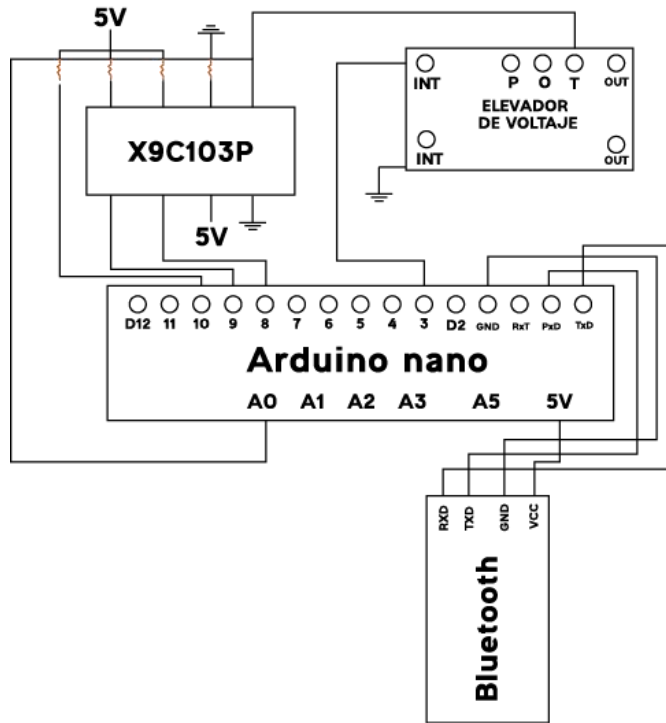 5V
X9C103P
5V
INT
P O T
OUT
ELEVADOR
DE VOLTAJE
INT
OUT
D12 11 10 9 8 7 6 5 4 3 D2 GND RxT PxD TxD
Arduino nano
A0 A1 A2 A3 A5 5V
RXD
TXD
GND
VCC
Bluetooth